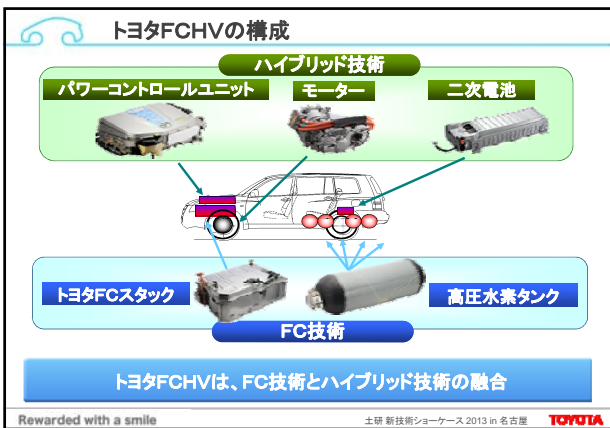 トヨタFCHVの構成
ハイブリッド技術
パワーコントロールユニット
モーター
二次電池
トヨタFCスタック
高圧水素タンク
FC技術
トヨタFCHVは、FC技術とハイブリッド技術の融合
Rewarded with a smile
土研 新技術ショーケース 2013 in 名古屋
TOYOTA